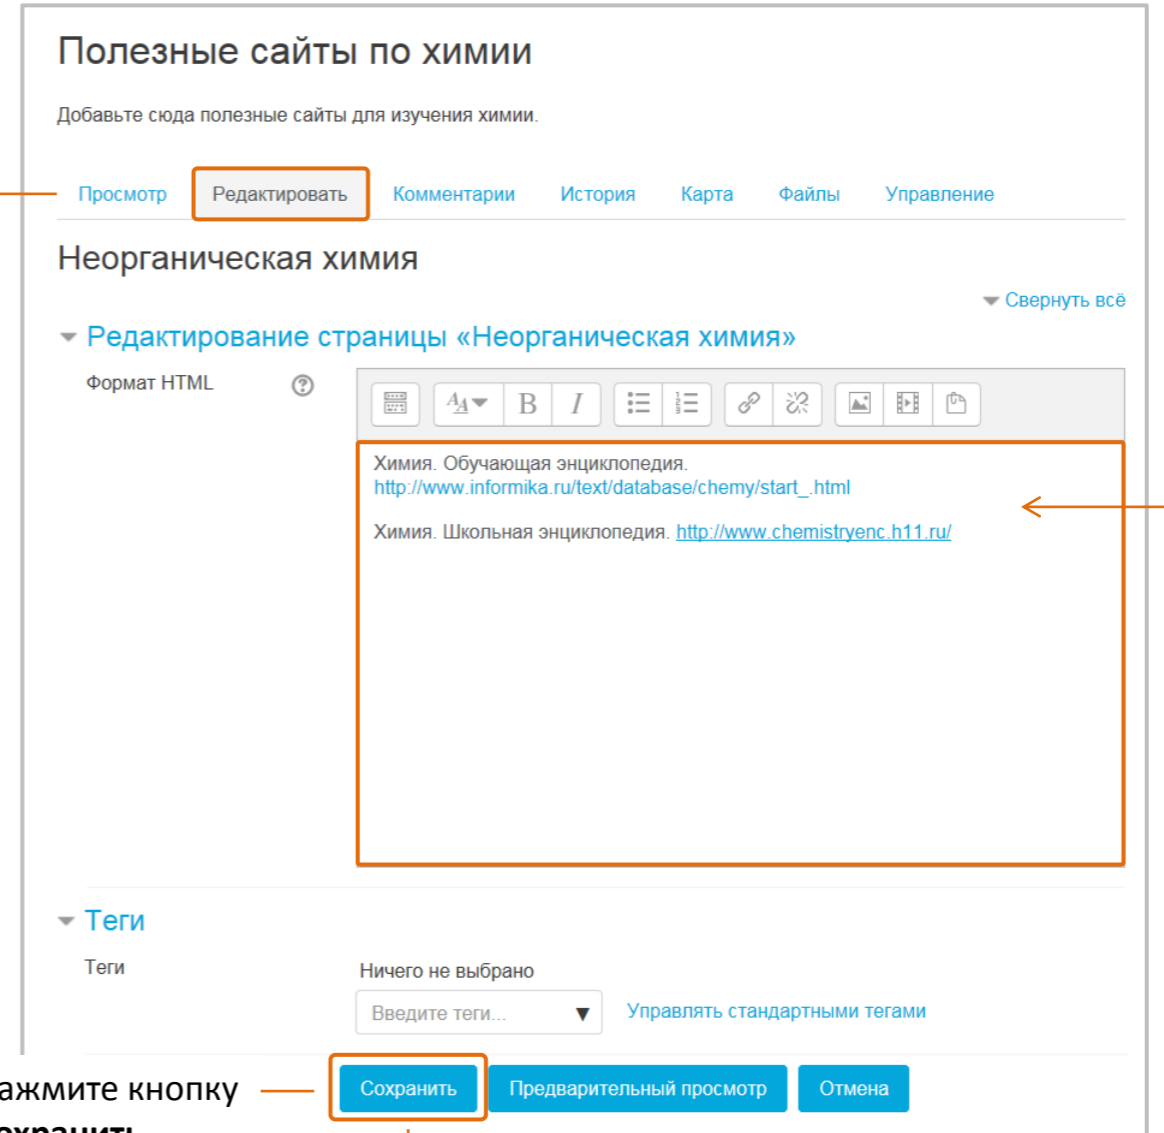 Полезные сайты по химии
Добавьте сюда полезные сайты для изучения химии.
Просмотр Редактировать Комментарии История Карта Файлы Управление
Неорганическая химия
Свернуть всё
Редактирование страницы «Неорганическая химия»
Формат HTML
Химия. Обучающая энциклопедия.
http://www.informika.ru/text/database/chemy/start_.html
Химия. Школьная энциклопедия. http://www.chemistryenc.h11.ru/
Теги
Теги
Ничего не выбрано
Введите теги...
Управлять стандартными тегами
Сохранить Предварительный просмотр Отмена
ажмите кнопку